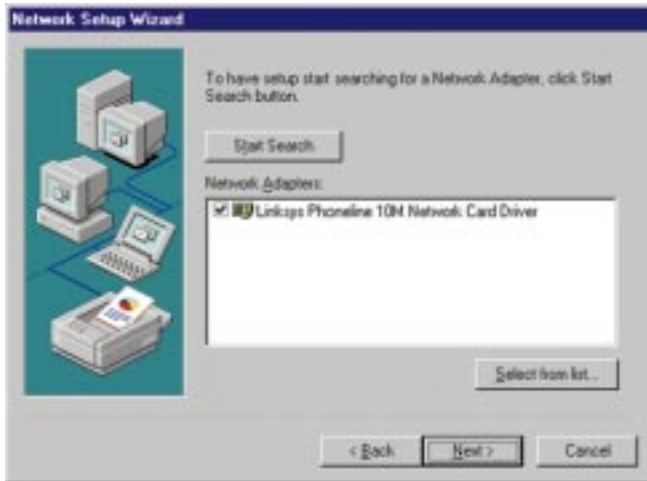 Network Setup Wizard
To have setup start searching for a Network Adapter, click Start
Search button.
Start Search
Network Adapters:
Linksys Phoneline 10M Network Card Driver
Select from list...
< Back
Next >
Cancel